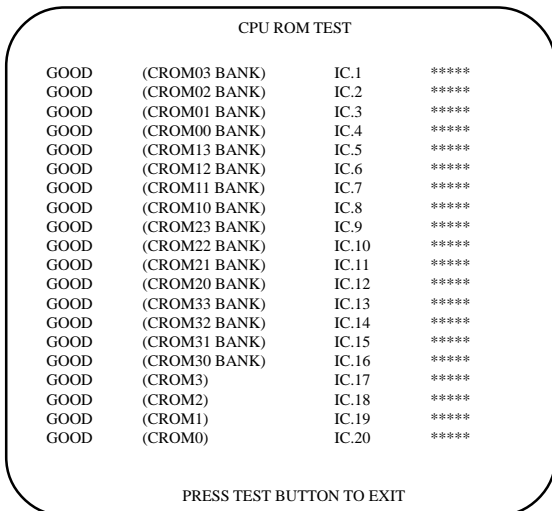 CPU ROM TEST
GOOD (CROM03 BANK) IC.1 *****
GOOD (CROM02 BANK) IC.2 *****
GOOD (CROM01 BANK) IC.3 *****
GOOD (CROM00 BANK) IC.4 *****
GOOD (CROM13 BANK) IC.5 *****
GOOD (CROM12 BANK) IC.6 *****
GOOD (CROM11 BANK) IC.7 *****
GOOD (CROM10 BANK) IC.8 *****
GOOD (CROM23 BANK) IC.9 *****
GOOD (CROM22 BANK) IC.10 *****
GOOD (CROM21 BANK) IC.11 *****
GOOD (CROM20 BANK) IC.12 *****
GOOD (CROM33 BANK) IC.13 *****
GOOD (CROM32 BANK) IC.14 *****
GOOD (CROM31 BANK) IC.15 *****
GOOD (CROM30 BANK) IC.16 *****
GOOD (CROM3) IC.17 *****
GOOD (CROM2) IC.18 *****
GOOD (CROM1) IC.19 *****
GOOD (CROM0) IC.20 *****
PRESS TEST BUTTON TO EXIT